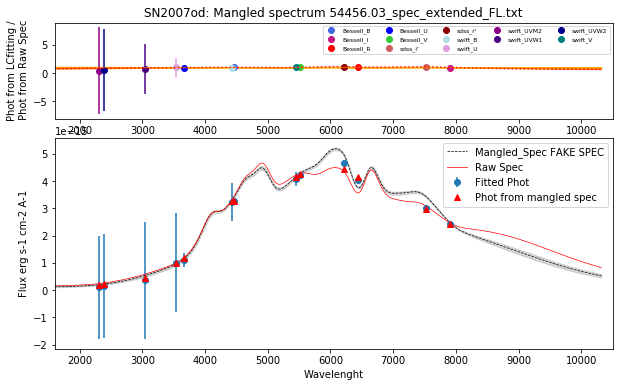 SN2007od: Mangled spectrum 54456.03_spec_extended_FL.txt
Phot from LCfitting /
Phot from Raw Spec
5
0
−5
Bessell_B
Bessell_I
Bessell_R
Bessell_U
Bessell_V
sdss_i'
sdss_r'
swift_B
swift_U
swift_UVM2
swift_UVW1
swift_UVW2
swift_V
2000 3000 4000 5000 6000 7000 8000 9000 10000
Flux erg s-1 cm-2 A-1
5
4
3
2
1
0
−1
−2
Mangled_Spec FAKE SPEC
Raw Spec
Fitted Phot
Phot from mangled spec
2000 3000 4000 5000 6000 7000 8000 9000 10000
Wavelenght